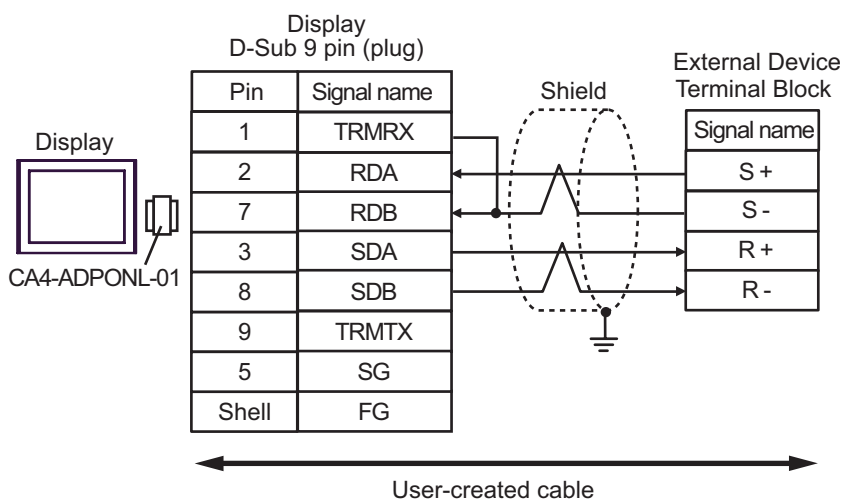 Display
D-Sub 9 pin (plug)
External Device
Terminal Block
Shield
Display
CA4-ADPONL-01
Pin Signal name
1 TRMRX
2 RDA
7 RDB
3 SDA
8 SDB
9 TRMTX
5 SG
Shell FG
Signal name
S +
S -
R +
R -
User-created cable